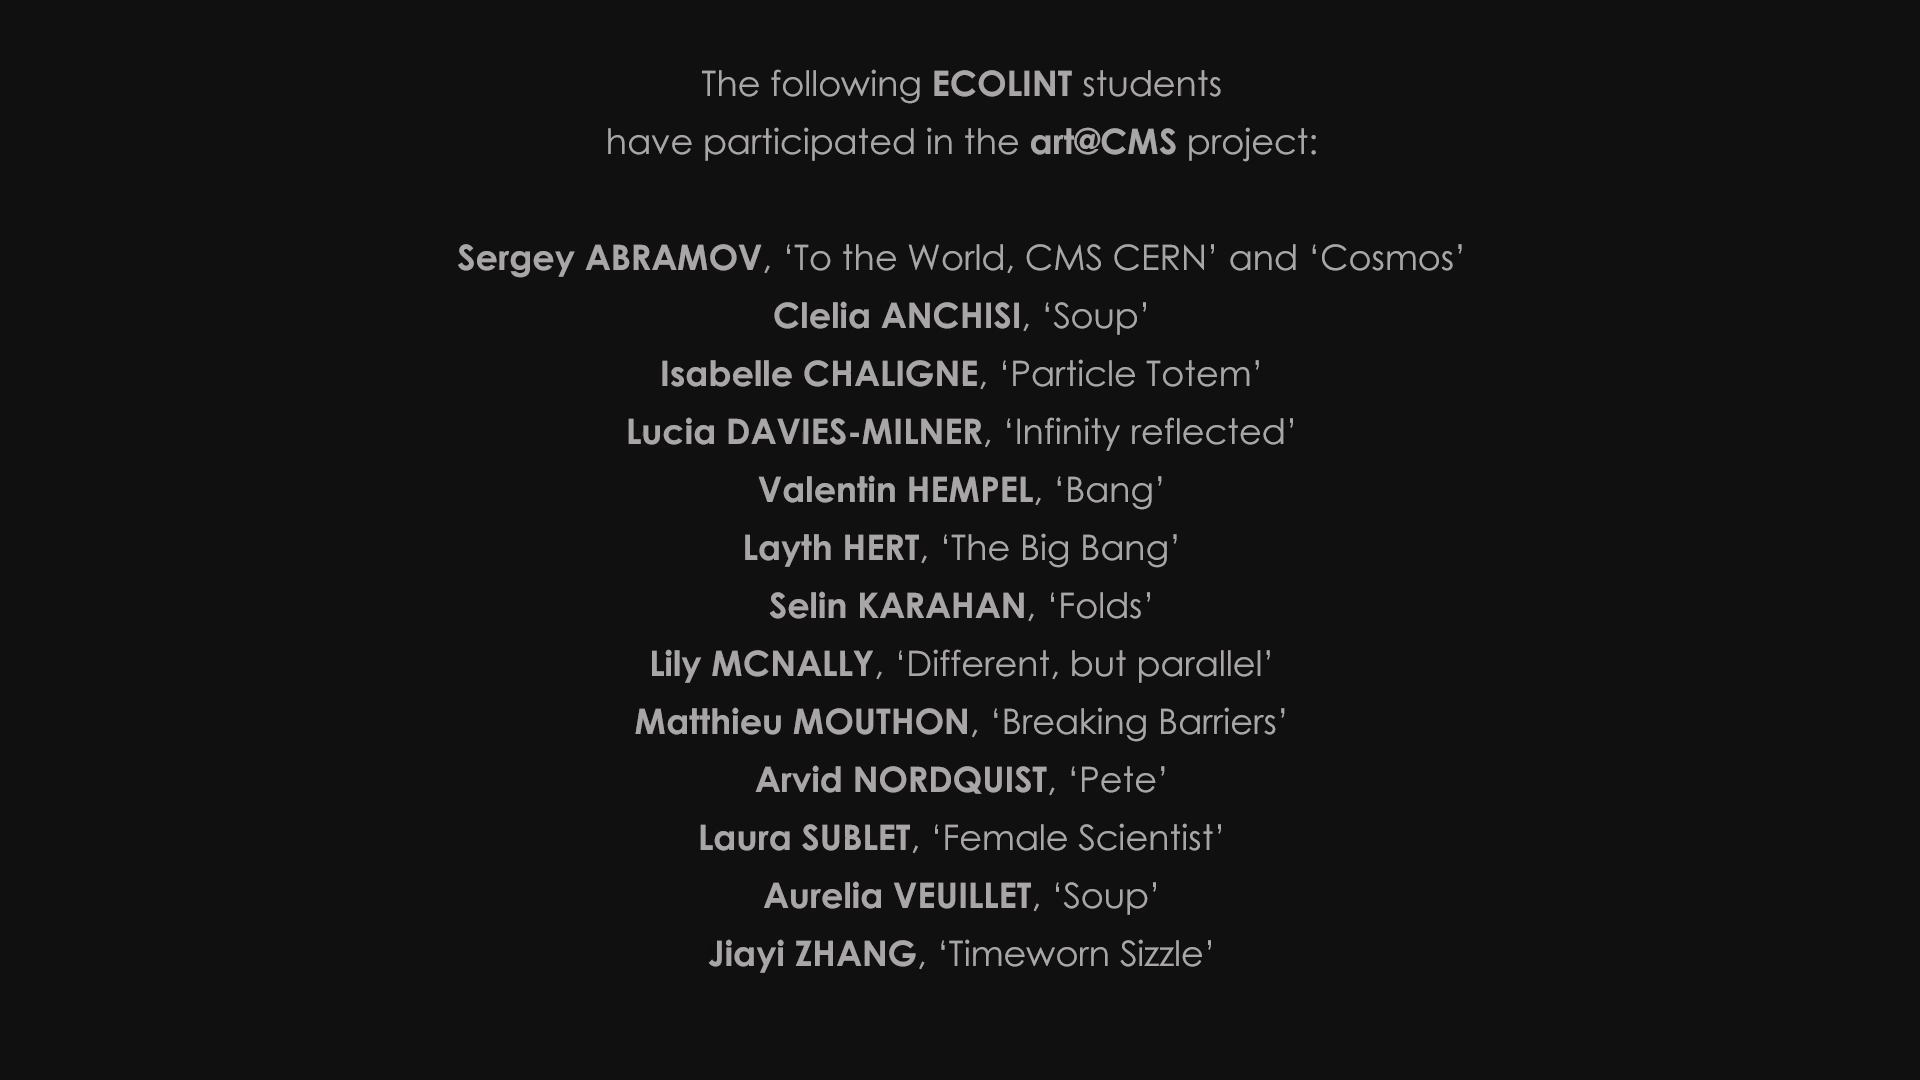 The following ECOLINT students
have participated in the art@CMS project:
Sergey ABRAMOV, ‘To the World, CMS CERN’ and ‘Cosmos’
Clelia ANCHISI, ‘Soup’
Isabelle CHALIGNE, ‘Particle Totem’
Lucia DAVIES-MILNER, ‘Infinity reflected’
Valentin HEMPEL, ‘Bang’
Layth HERT, ‘The Big Bang’
Selin KARAHAN, ‘Folds’
Lily MCNALLY, ‘Different, but parallel’
Matthieu MOUTHON, ‘Breaking Barriers’
Arvid NORDQUIST, ‘Pete’
Laura SUBLET, ‘Female Scientist’
Aurelia VEUILLET, ‘Soup’
Jiayi ZHANG, ‘Timeworn Sizzle’